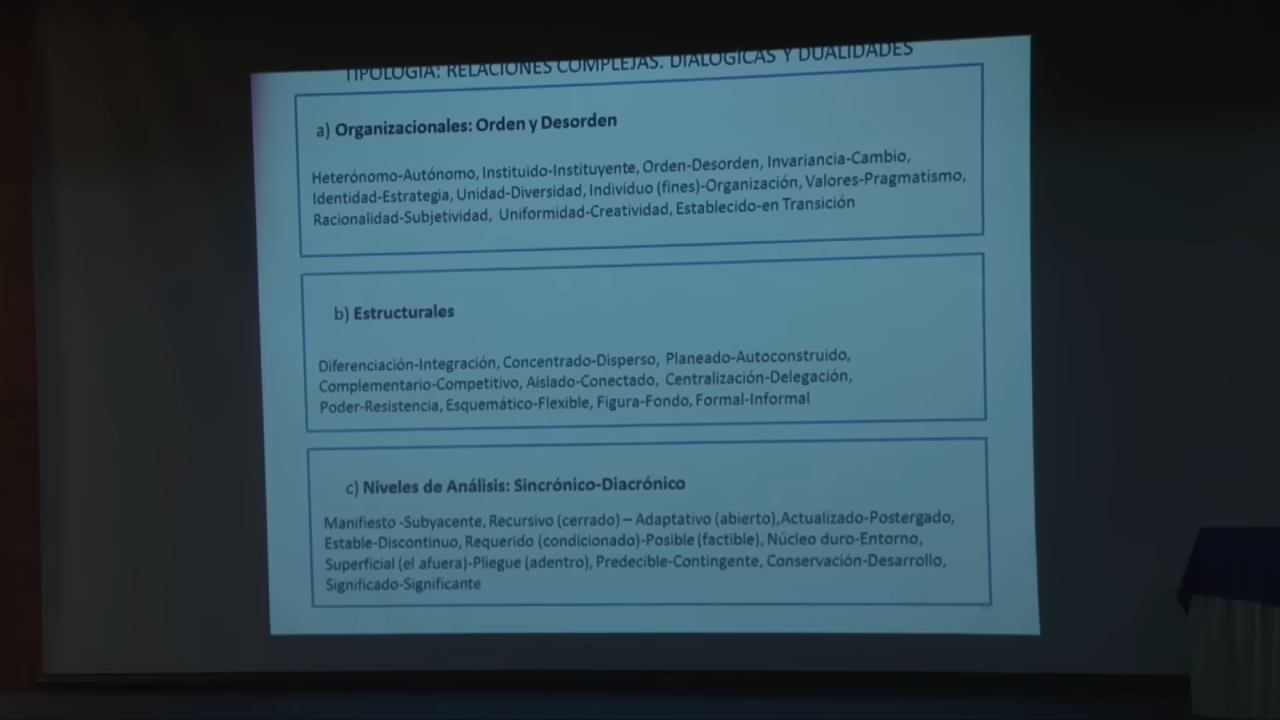 TIPOLOGÍA: RELACIONES COMPLEJAS. DIALÓGICAS Y DUALIDADES
a) Organizacionales: Orden y Desorden
Heterónomo-Autónomo, Instituido-Instituyente, Orden-Desorden, Invariancia-Cambio,
Identidad-Estrategia, Unidad-Diversidad, Individuo (fines)-Organización, Valores-Pragmatismo,
Racionalidad-Subjetividad, Uniformidad-Creatividad, Establecido-en Transición
b) Estructurales
Diferenciación-Integración, Concentrado-Disperso, Planeado-Autoconstruido,
Complementario-Competitivo, Aislado-Conectado, Centralización-Delegación,
Poder-Resistencia, Esquemático-Flexible, Figura-Fondo, Formal-Informal
c) Niveles de Análisis: Sincrónico-Diacrónico
Manifiesto -Subyacente, Recursivo (cerrado) – Adaptativo (abierto),Actualizado-Postergado,
Estable-Discontinuo, Requerido (condicionado)-Posible (factible), Núcleo duro-Entorno,
Superficial (el afuera)-Pliegue (adentro), Predecible-Contingente, Conservación-Desarrollo,
Significado-Significante